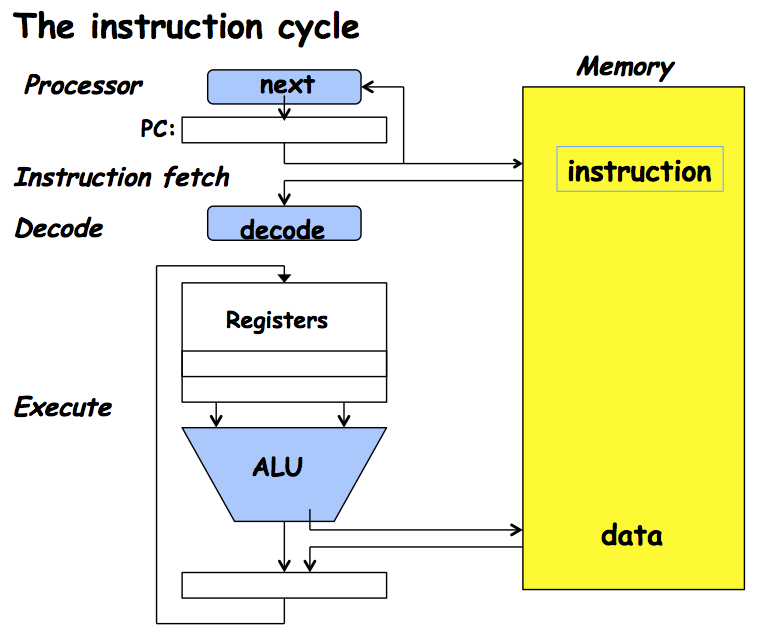 The instruction cycle
Memory
Processor
next
PC:
instruction
Instruction fetch
Decode
decode
Registers
Execute
ALU
data